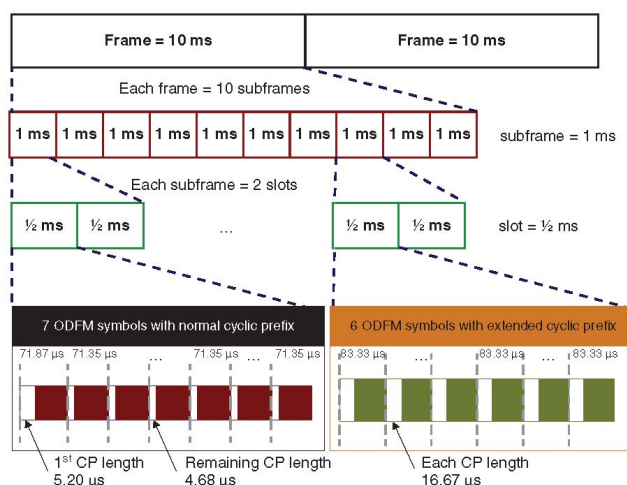 Frame = 10 ms Frame = 10 ms
Each frame = 10 subframes
1 ms 1 ms 1 ms 1 ms 1 ms 1 ms 1 ms 1 ms 1 ms 1 ms subframe = 1 ms
Each subframe = 2 slots
½ ms ½ ms ... ½ ms ½ ms slot = ½ ms
7 ODFM symbols with normal cyclic prefix 6 ODFM symbols with extended cyclic prefix
71.87 µs 71.35 µs ... 71.35 µs ... 71.35 µs 83.33 µs ... 83.33 µs ... 83.33 µs
1st CP length Remaining CP length Each CP length
5.20 µs 4.68 µs 16.67 µs